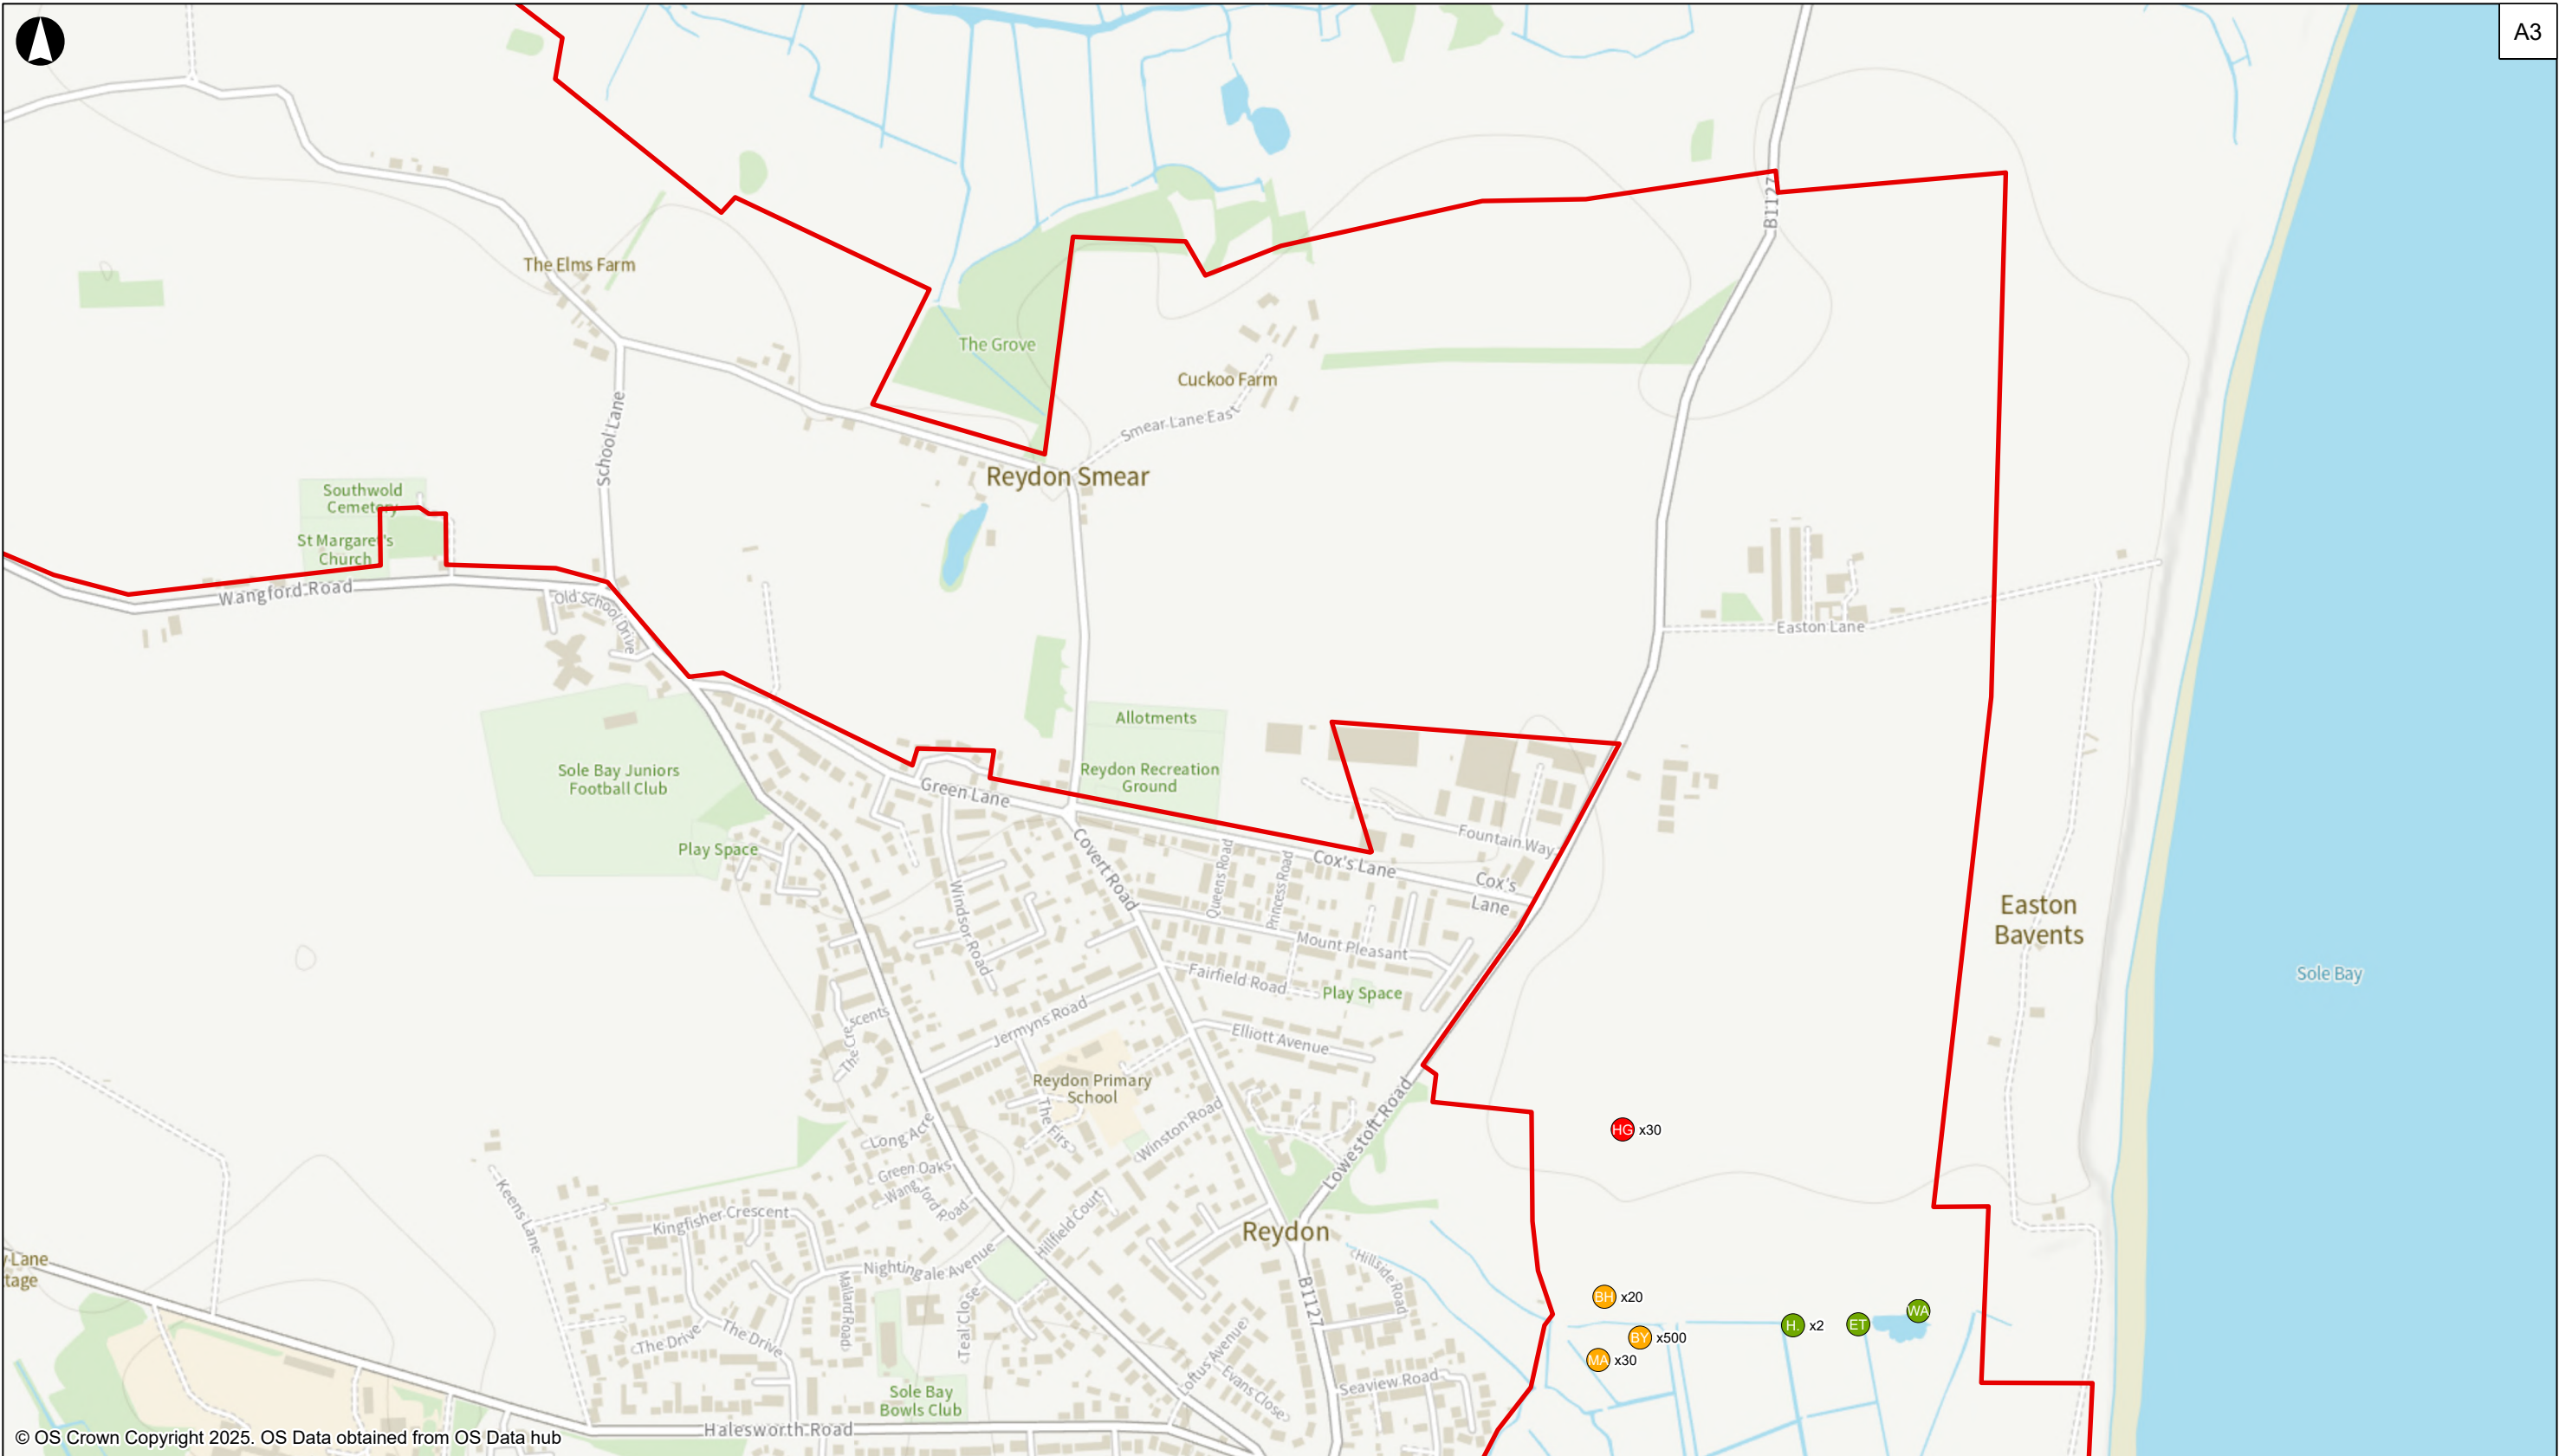 A3
B1127
The Elms Farm
The Grove
Cuckoo Farm
Smear Lane East
School Lane
Reydon Smear
Southwold
Cemetery
St Margaret's
Church
Wangford Road
Old School Drive
Easton Lane
Allotments
Sole Bay Juniors
Football Club
Reydon Recreation
Ground
Green Lane
Fountain Way
Play Space
Covert Road
Queens Road
Princess Road
Cox's Lane
Cox's
Lane
Windsor Road
Easton
Bavents
Mount Pleasant
Fairfield Road
Play Space
Sole Bay
The Crescents
Jermyns Road
Elliott Avenue
Reydon Primary
School
The Firs
Winston Road
Long Acre
Lowestoft Road
HG x30
Green Oaks
Wangford Road
Keens Lane
Kingfisher Crescent
Hillfield Court
Reydon
Nightingale Avenue
Hillside Road
y Lane
tage
Mallard Road
Teal Close
B1127
BH x20
WA
H. x2
ET
BY x500
MA x30
The Drive
The Drive
Loftus Avenue
Evans Close
Seaview Road
Sole Bay
Bowls Club
Halesworth Road
© OS Crown Copyright 2025. OS Data obtained from OS Data hub